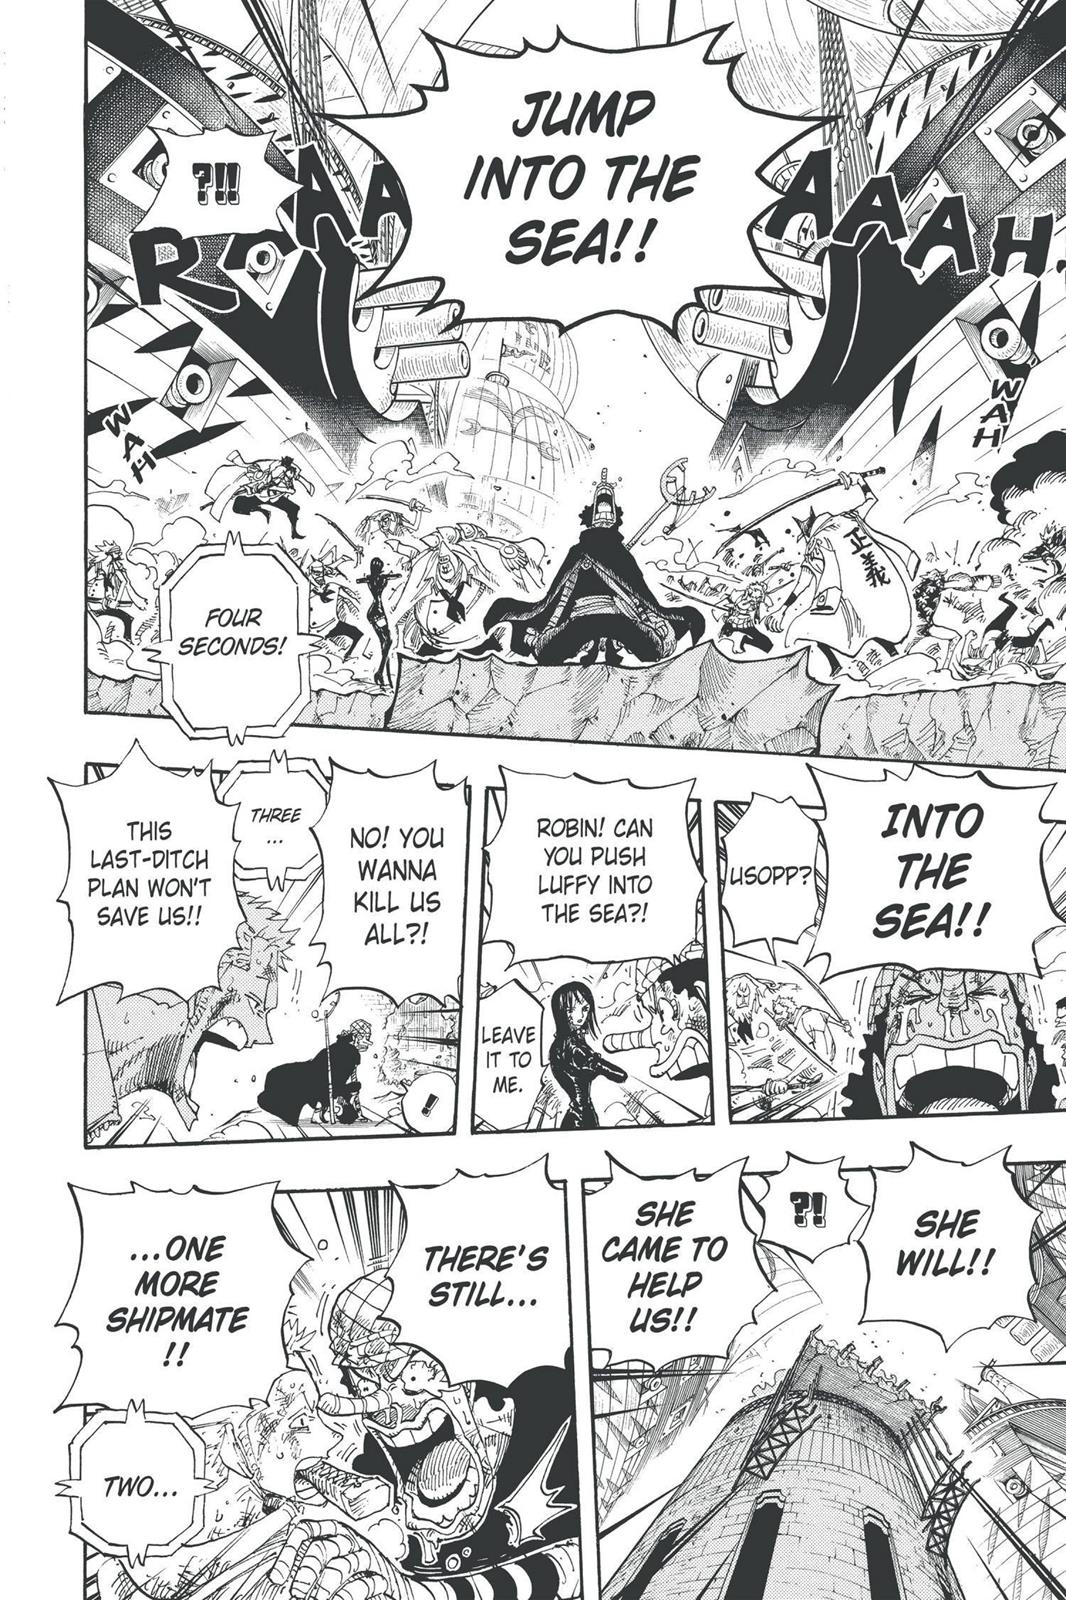 JUMP
INTO THE
SEA!!
?!!
ROAAAAAAH
WAH
WAH
正義
FOUR
SECONDS!
INTO
THE
SEA!!
USOPP?
ROBIN! CAN
YOU PUSH
LUFFY INTO
THE SEA?!
LEAVE
IT TO
ME.
NO! YOU
WANNA
KILL US
ALL?!
!
THREE
...
THIS
LAST-DITCH
PLAN WON'T
SAVE US!!
SHE
WILL!!
?!
SHE
CAME TO
HELP
US!!
THERE'S
STILL...
...ONE
MORE
SHIPMATE
!!
TWO...